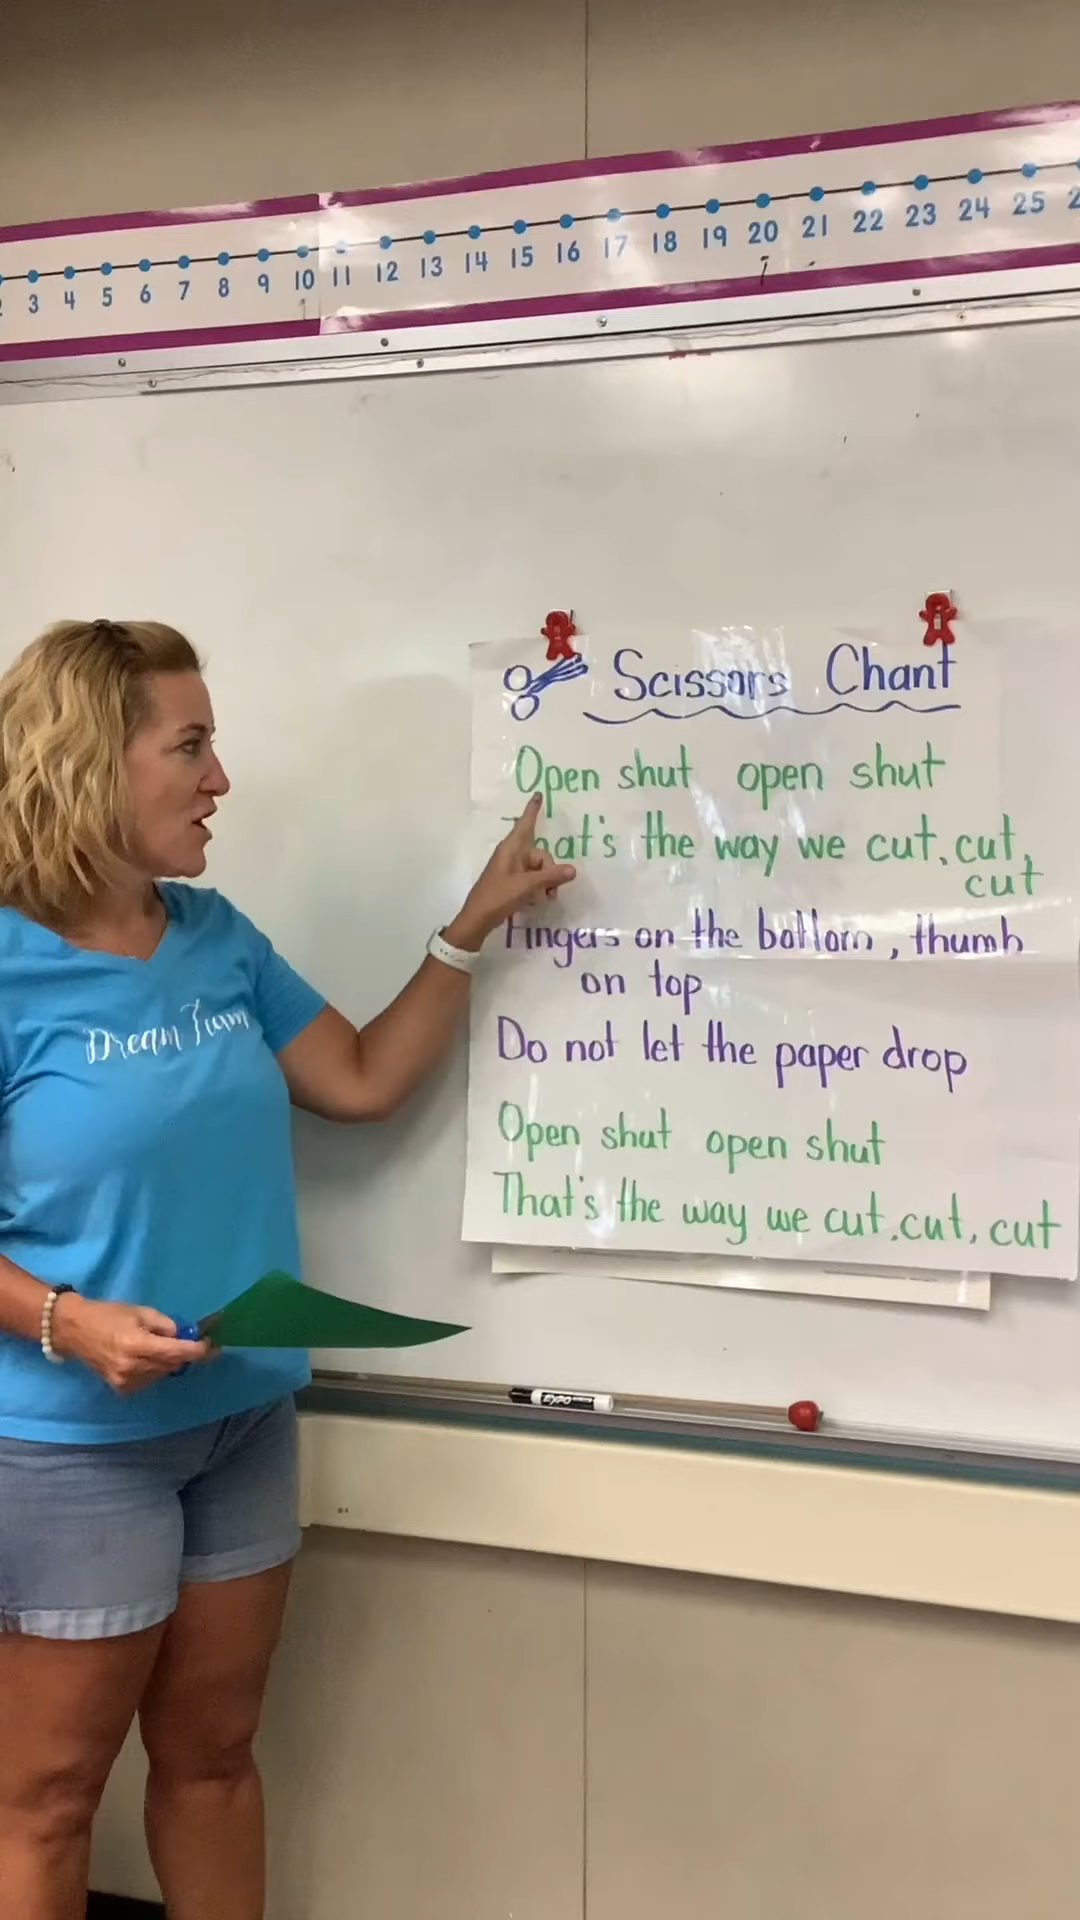 3 4 5 6 7 8 9 10 11 12 13 14 15 16 17 18 19 20 21 22 23 24 25
Scissors Chant
Open shut open shut
That's the way we cut, cut,
cut
Fingers on the bottom, thumb
on top
Do not let the paper drop
Open shut open shut
That's the way we cut, cut, cut
Dream Team
EXPO